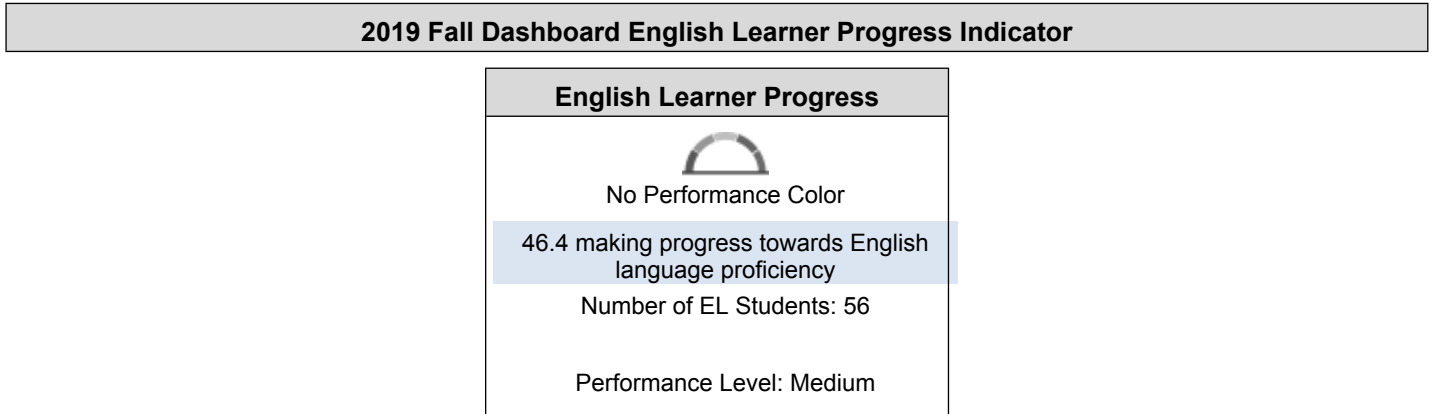 2019 Fall Dashboard English Learner Progress Indicator
English Learner Progress
No Performance Color
46.4 making progress towards English
language proficiency
Number of EL Students: 56
Performance Level: Medium